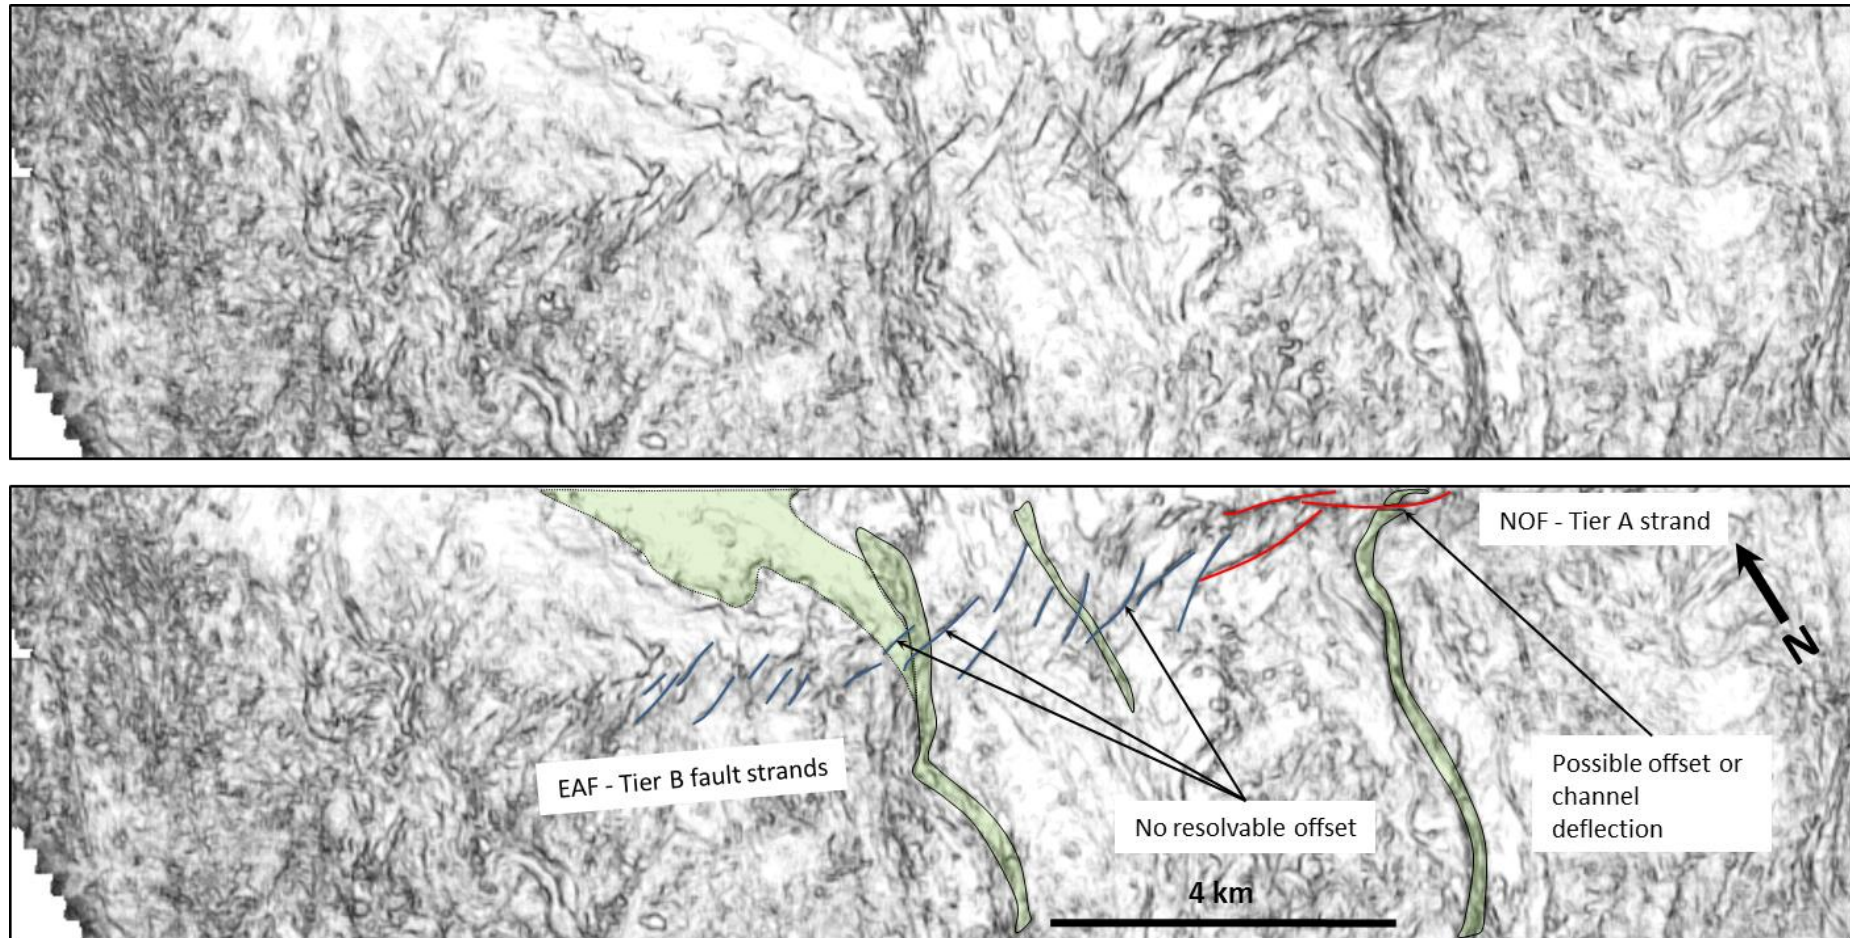 NOF - Tier A strand
N
EAF - Tier B fault strands
No resolvable offset
Possible offset or
channel
deflection
4 km